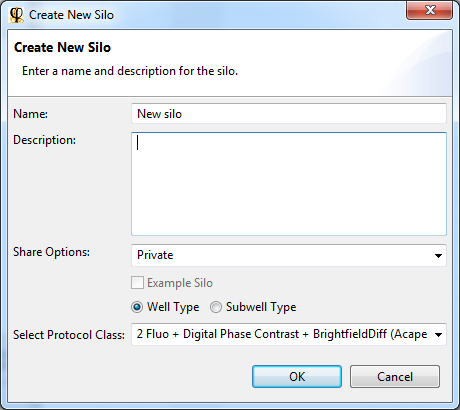 Create New Silo
Create New Silo
Enter a name and description for the silo.
Name: New silo
Description:
Share Options: Private
Example Silo
Well Type Subwell Type
Select Protocol Class: 2 Fluo + Digital Phase Contrast + BrightfieldDiff (Acape
OK Cancel